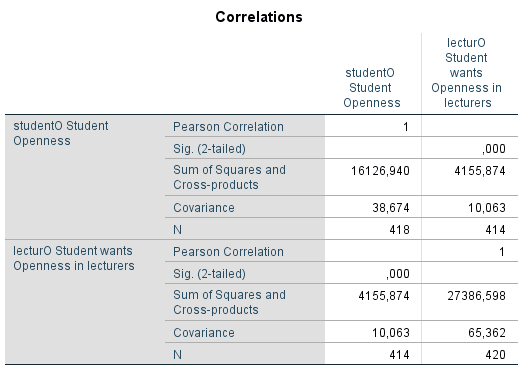 Correlations
studentO Student Openness
lecturO Student wants Openness in lecturers
studentO Student Openness
Pearson Correlation 1
Sig. (2-tailed) ,000
Sum of Squares and Cross-products 16126,940 4155,874
Covariance 38,674 10,063
N 418 414
lecturO Student wants Openness in lecturers
Pearson Correlation 1
Sig. (2-tailed) ,000
Sum of Squares and Cross-products 4155,874 27386,598
Covariance 10,063 65,362
N 414 420